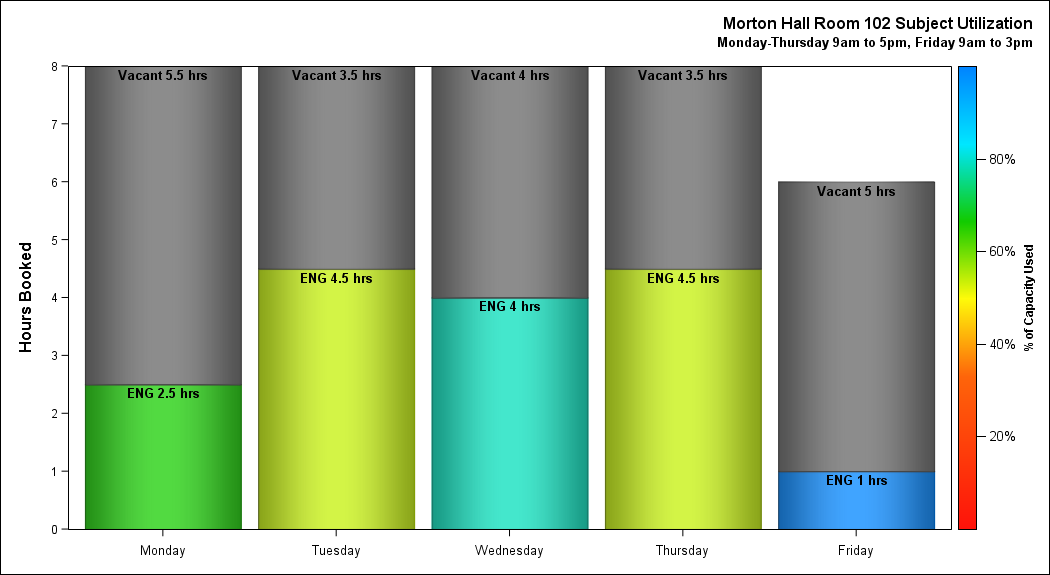 Morton Hall Room 102 Subject Utilization
Monday-Thursday 9am to 5pm, Friday 9am to 3pm
Hours Booked
8
7
6
5
4
3
2
1
0
Vacant 5.5 hrs
ENG 2.5 hrs
Vacant 3.5 hrs
ENG 4.5 hrs
Vacant 4 hrs
ENG 4 hrs
Vacant 3.5 hrs
ENG 4.5 hrs
Vacant 5 hrs
ENG 1 hrs
Monday
Tuesday
Wednesday
Thursday
Friday
80%
60%
40%
20%
% of Capacity Used